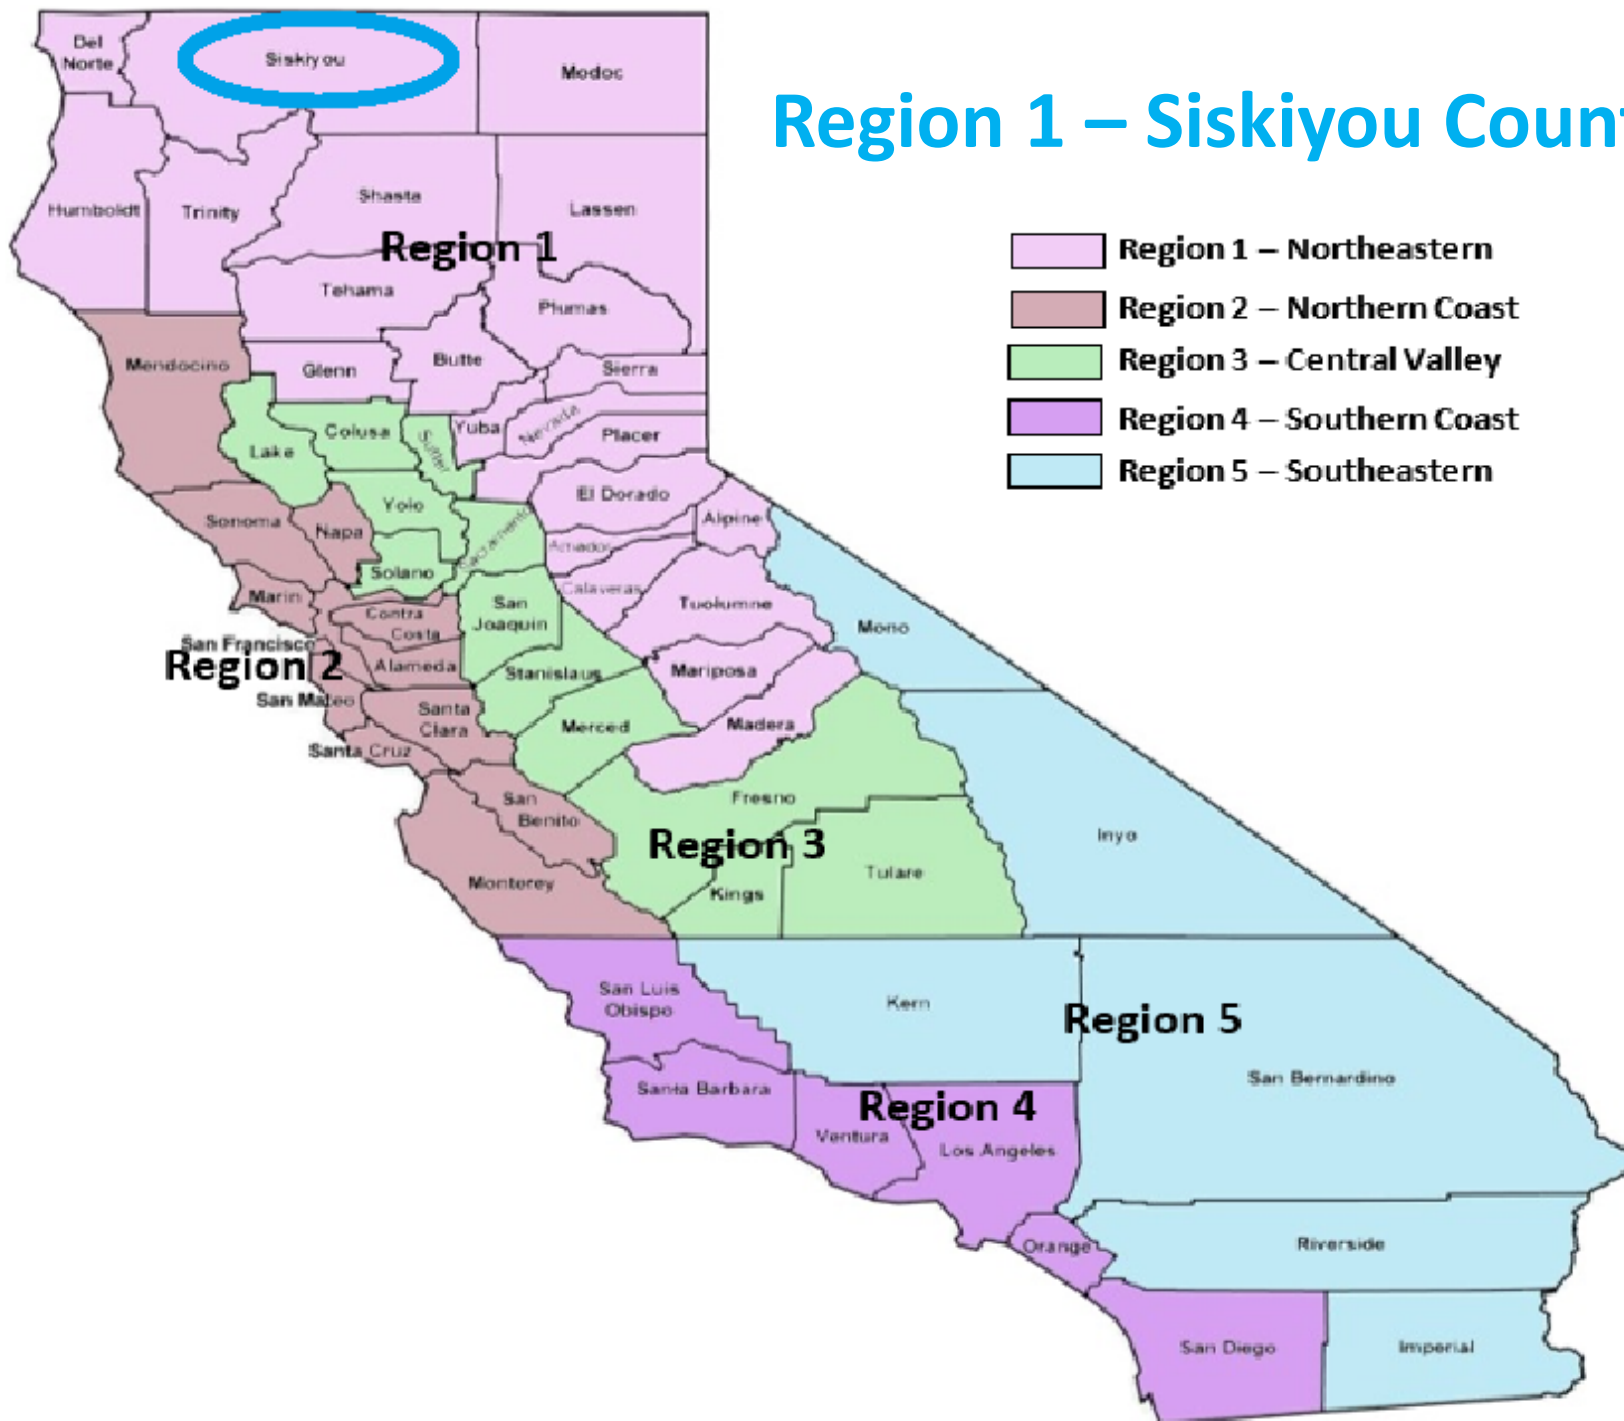 Del
Norte
Siskiyou
Modoc
Region 1 – Siskiyou Coun
Humboldt
Trinity
Shasta
Lassen
Region 1
Tehama
Plumas
Region 1 – Northeastern
Region 2 – Northern Coast
Region 3 – Central Valley
Region 4 – Southern Coast
Region 5 – Southeastern
Mendocino
Glenn
Butte
Sierra
Lake
Colusa
Sutter
Yuba
Nevada
Placer
Yolo
El Dorado
Sonoma
Napa
Sacramento
Alpine
Amador
Solano
Calaveras
Marin
Contra
Costa
San
Joaquin
Tuolumne
Mono
San Francisco
Region 2
Alameda
Stanislaus
Mariposa
San Mateo
Santa
Clara
Merced
Madera
Santa Cruz
San
Benito
Fresno
Region 3
Inyo
Monterey
Kings
Tulare
San Luis
Obispo
Kern
Region 5
San Bernardino
Santa Barbara
Region 4
Ventura
Los Angeles
Orange
Riverside
San Diego
Imperial